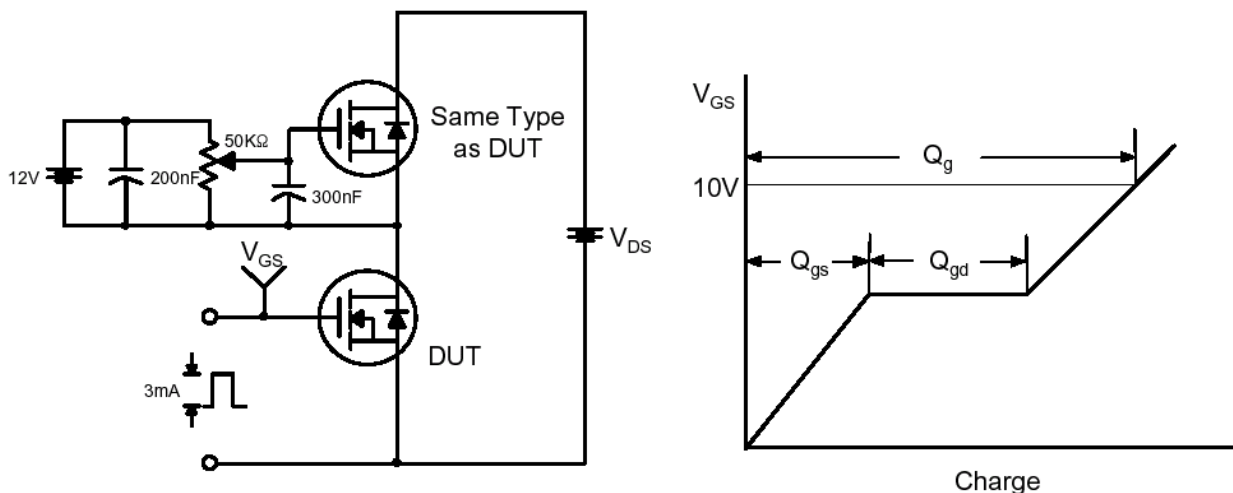 Same Type
as DUT
50KΩ
12V
200nF
300nF
V_GS
V_DS
DUT
3mA
V_GS
Q_g
10V
Q_gs
Q_gd
Charge